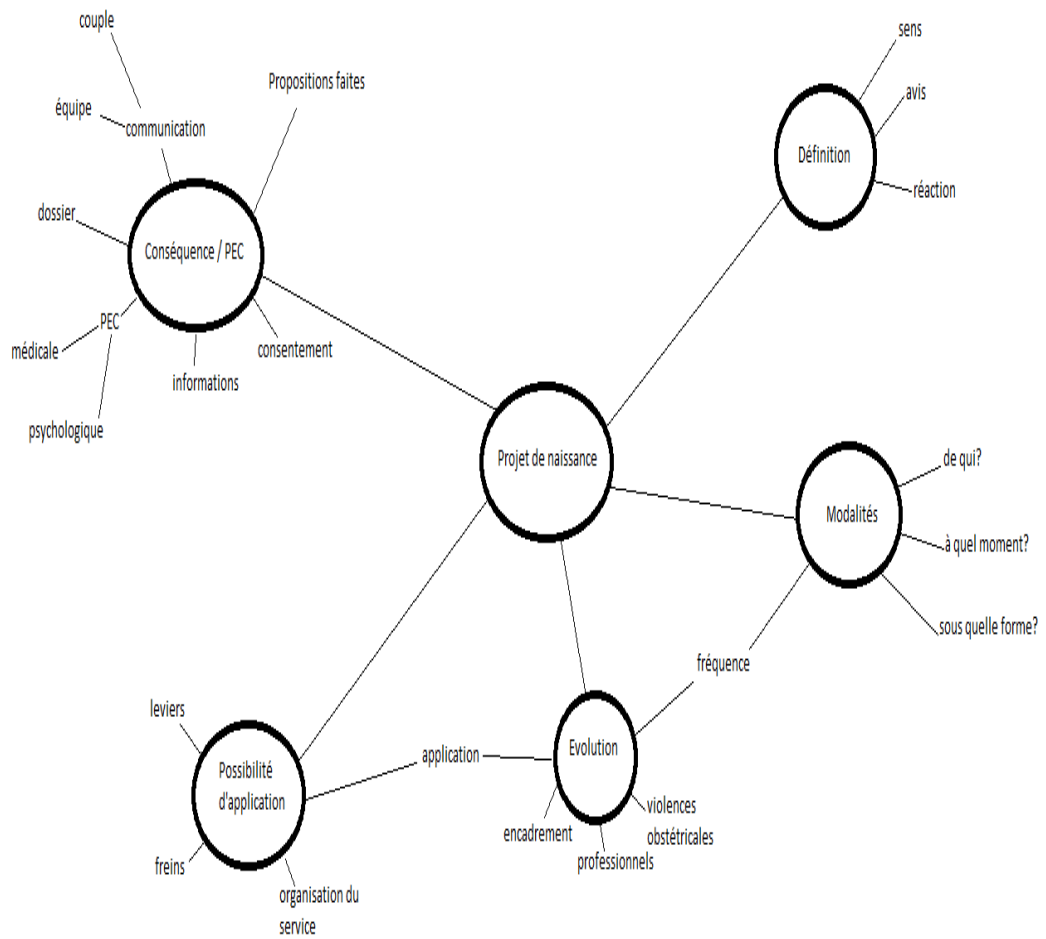 couple
sens
Propositions faites
avis
équipe
communication
Définition
réaction
dossier
Conséquence / PEC
PEC
médicale
consentement
informations
psychologique
Projet de naissance
de qui?
Modalités
à quel moment?
sous quelle forme?
fréquence
leviers
application
Evolution
Possibilité
d'application
violences
obstétricales
encadrement
professionnels
freins
organisation du
service